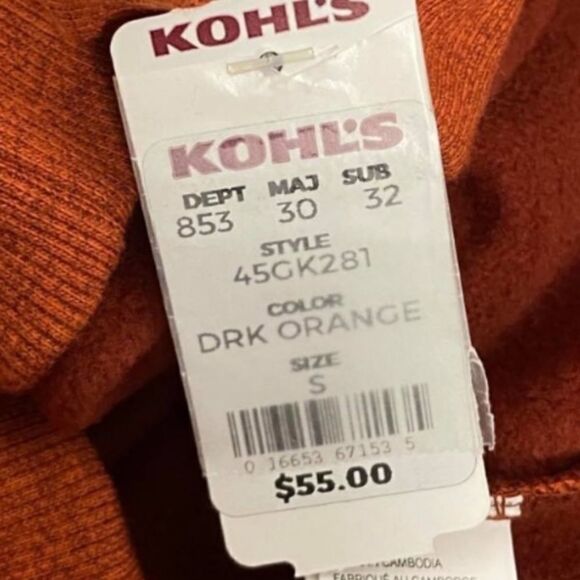 KOHL'S
KOHL'S
DEPT MAJ SUB
853 30 32
STYLE
45GK281
COLOR
DRK ORANGE
SIZE
S
0 16653 67153 5
$55.00
CAMBODIA
FABRIQUÉ AU CAMBODGE